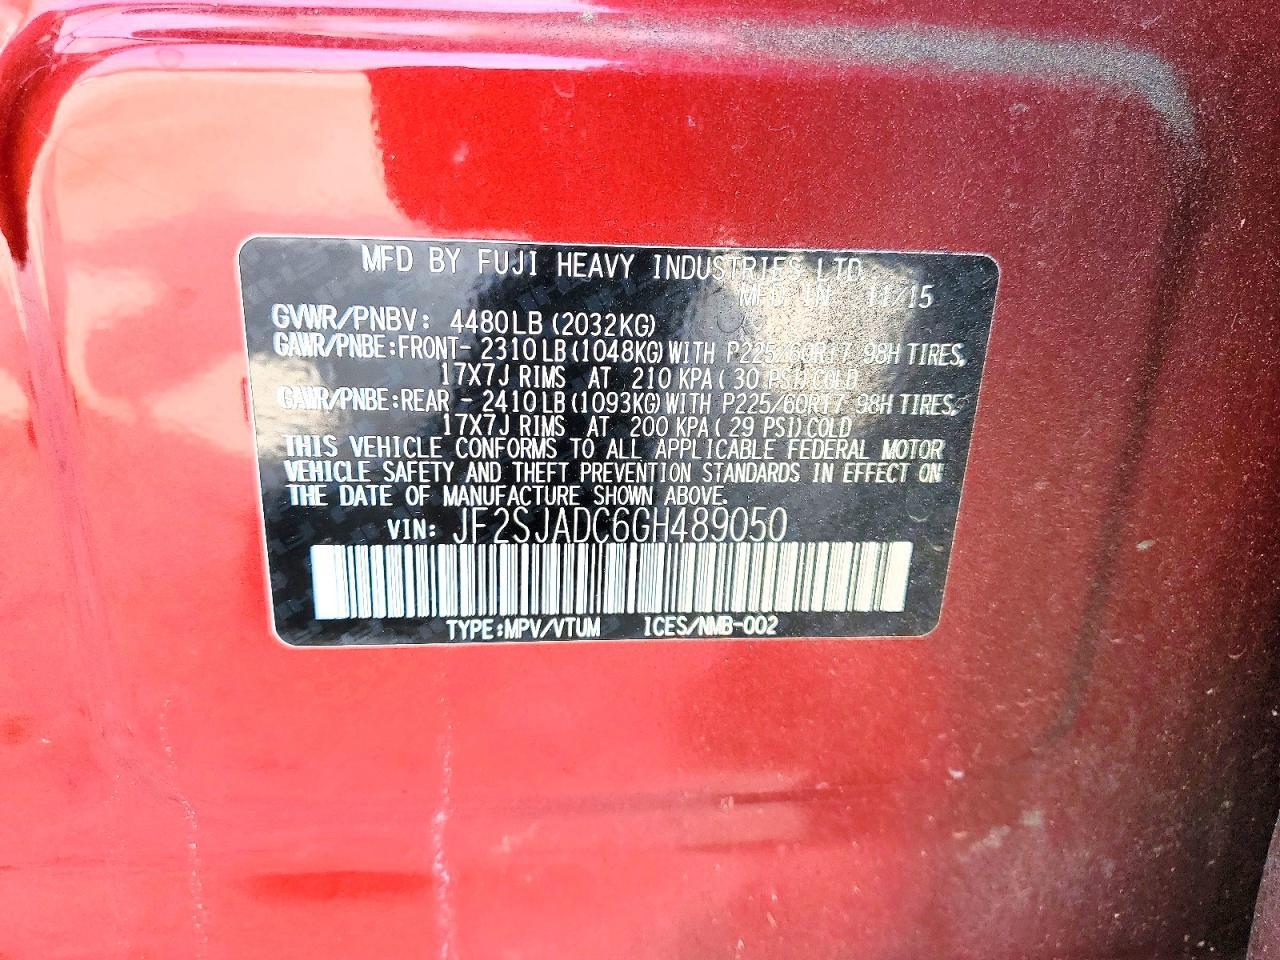 MFD BY FUJI HEAVY INDUSTRIES LTD.
MFD IN 11/15
GVWR/PNBV: 4480LB (2032KG)
GAWR/PNBE:FRONT- 2310LB (1048KG) WITH P225/60R17 98H TIRES,
17X7J RIMS AT 210 KPA ( 30 PSI) COLD
GAWR/PNBE:REAR - 2410LB (1093KG) WITH P225/60R17 98H TIRES,
17X7J RIMS AT 200 KPA ( 29 PSI) COLD
THIS VEHICLE CONFORMS TO ALL APPLICABLE FEDERAL MOTOR
VEHICLE SAFETY AND THEFT PREVENTION STANDARDS IN EFFECT ON
THE DATE OF MANUFACTURE SHOWN ABOVE.
VIN: JF2SJADC6GH489050
TYPE:MPV/VTUM ICES/NMB-002